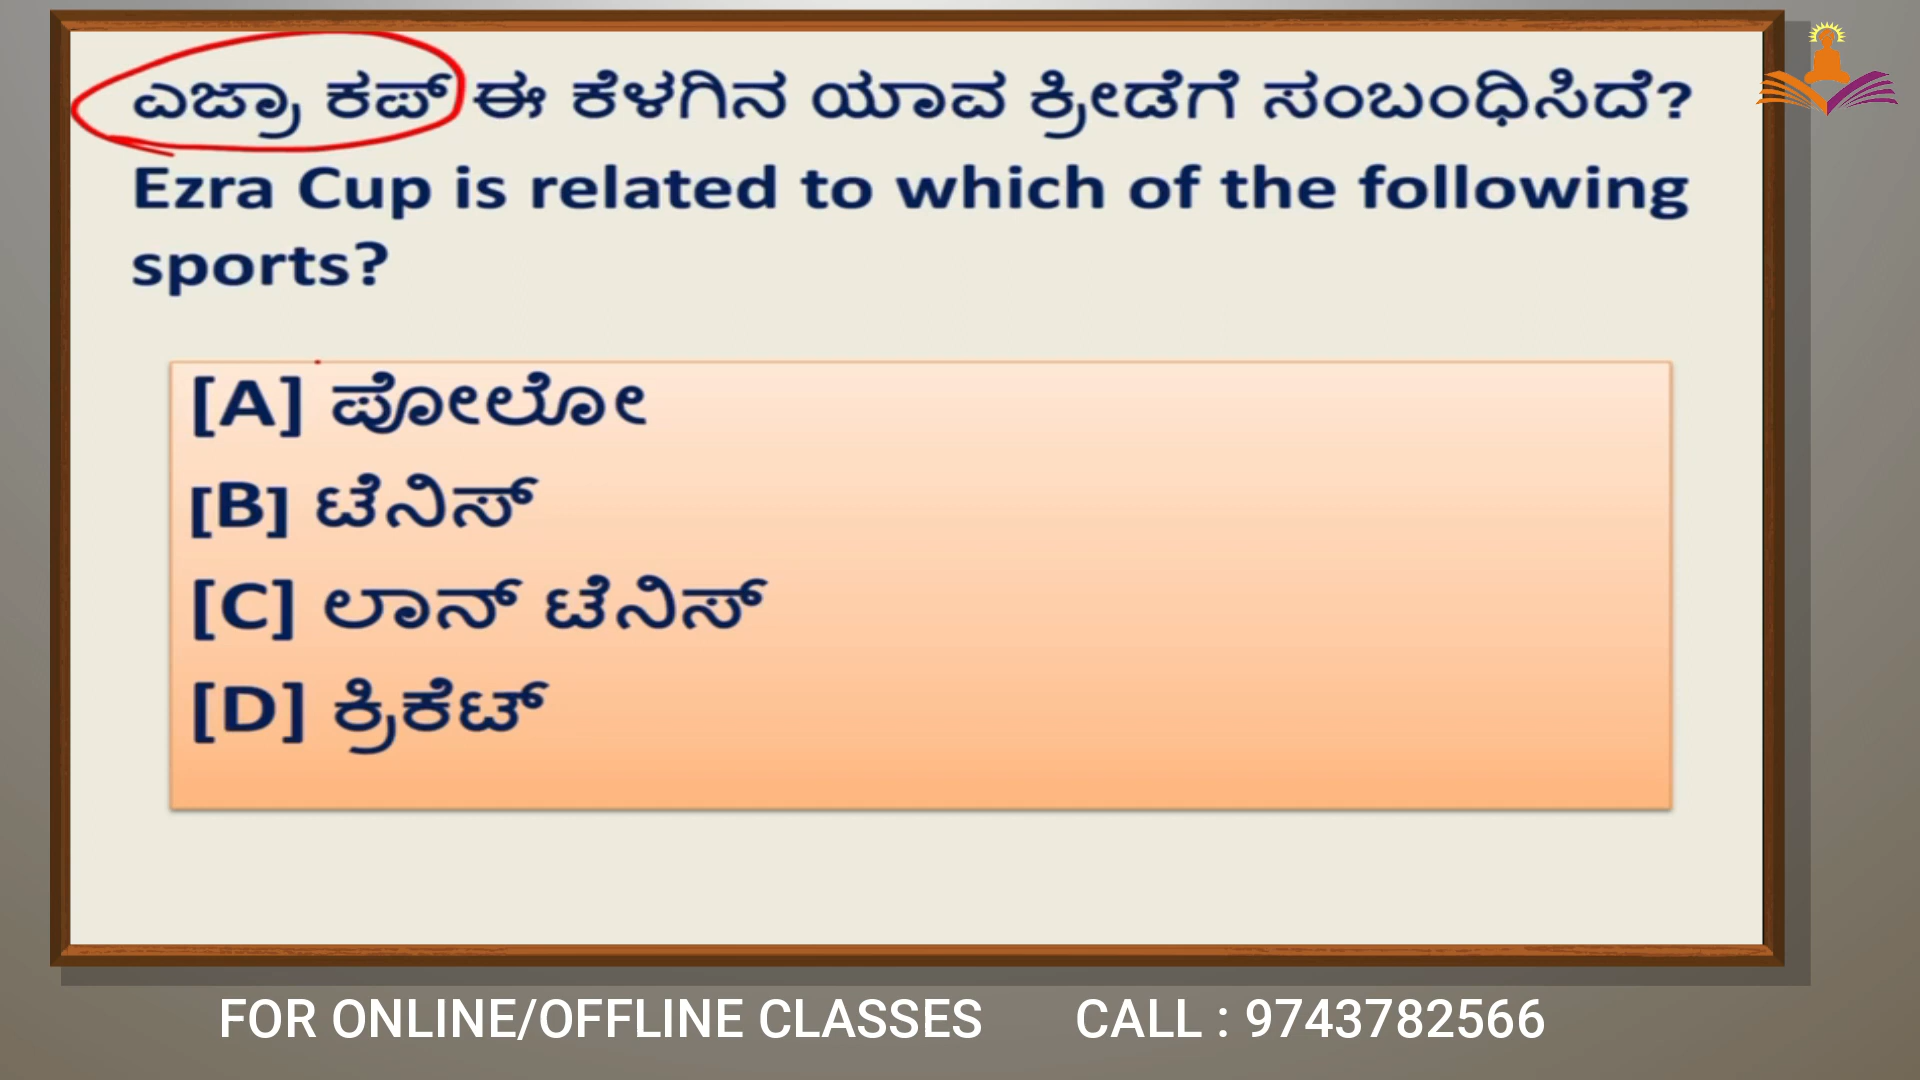 ಎಜ್ರಾ ಕಪ್ ಈ ಕೆಳಗಿನ ಯಾವ ಕ್ರೀಡೆಗೆ ಸಂಬಂಧಿಸಿದೆ?
Ezra Cup is related to which of the following
sports?
[A] ಪೋಲೋ
[B] ಟೆನಿಸ್
[C] ಲಾನ್ ಟೆನಿಸ್
[D] ಕ್ರಿಕೆಟ್
FOR ONLINE/OFFLINE CLASSES CALL : 9743782566